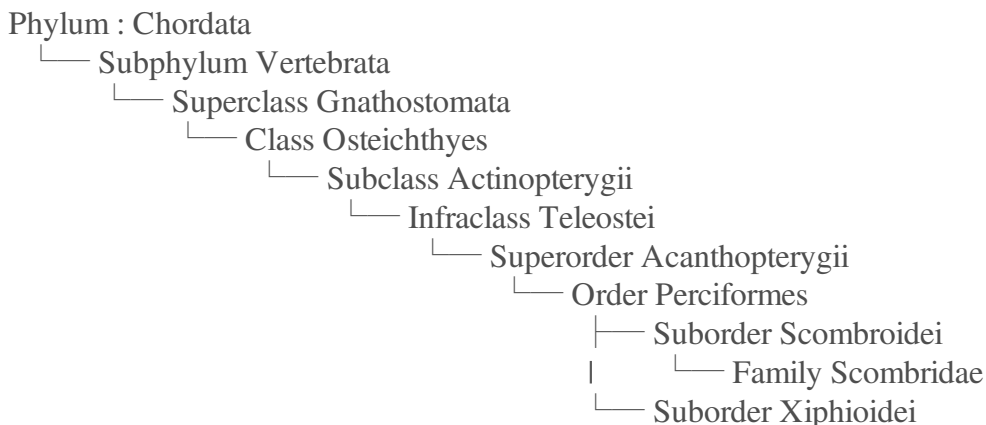 Phylum : Chordata
Subphylum Vertebrata
Superclass Gnathostomata
Class Osteichthyes
Subclass Actinopterygii
Infraclass Teleostei
Superorder Acanthopterygii
Order Perciformes
Suborder Scombroidei
Family Scombridae
Suborder Xiphioidei